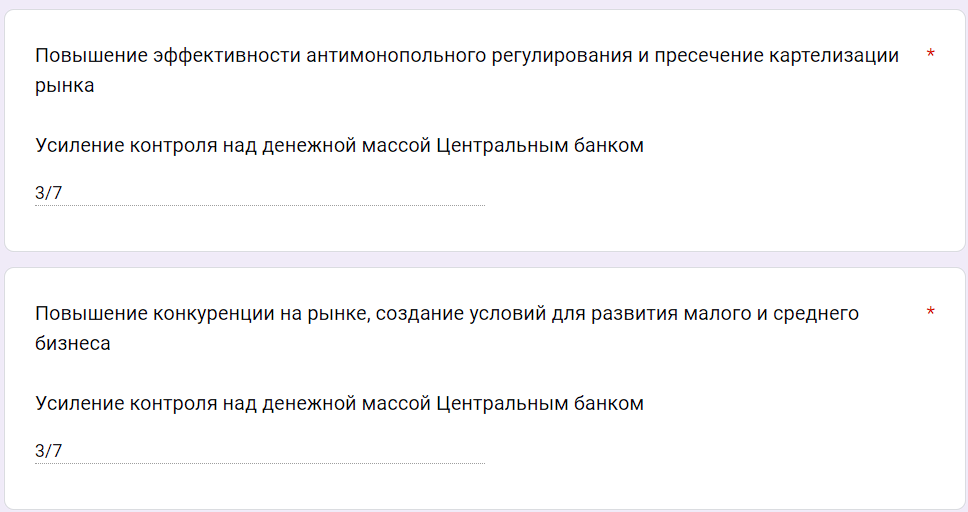 Повышение эффективности антимонопольного регулирования и пресечение картелизации *
рынка
Усиление контроля над денежной массой Центральным банком
3/7
Повышение конкуренции на рынке, создание условий для развития малого и среднего *
бизнеса
Усиление контроля над денежной массой Центральным банком
3/7